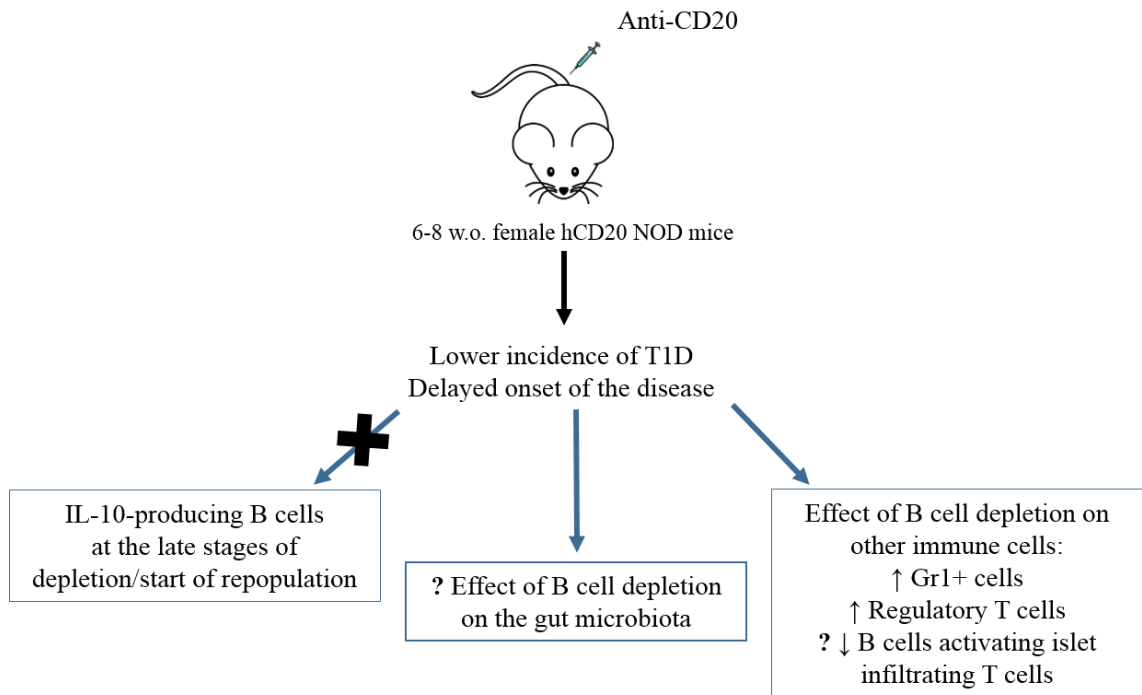 Anti-CD20
6-8 w.o. female hCD20 NOD mice
Lower incidence of T1D
Delayed onset of the disease
IL-10-producing B cells
at the late stages of
depletion/start of repopulation
? Effect of B cell depletion
on the gut microbiota
Effect of B cell depletion on
other immune cells:
↑ Gr1+ cells
↑ Regulatory T cells
? ↓ B cells activating islet
infiltrating T cells